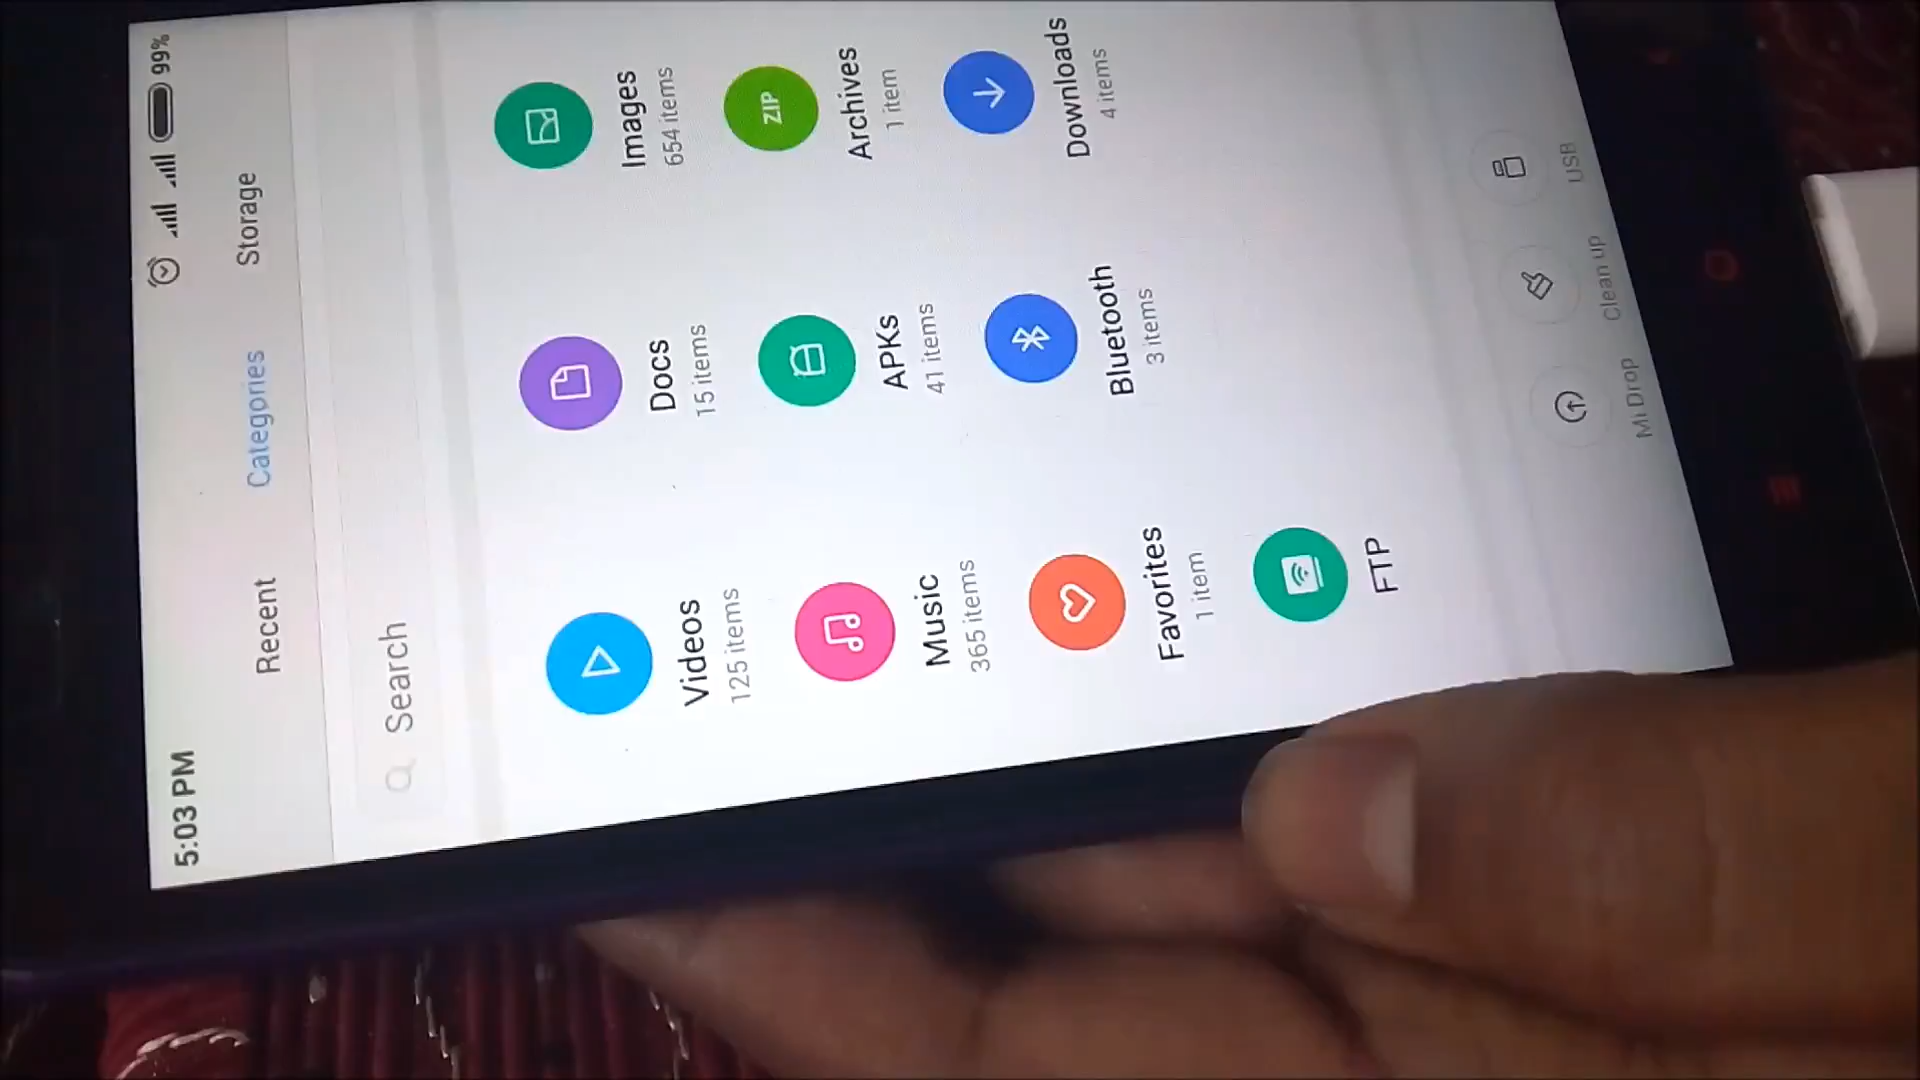 5:03 PM 99%
Recent Categories Storage
Search
Videos Docs Images
125 items 15 items 654 items
ZIP
Music APKs Archives
365 items 41 items 1 item
Favorites Bluetooth Downloads
1 item 3 items 4 items
FTP
Mi Drop Clean up USB